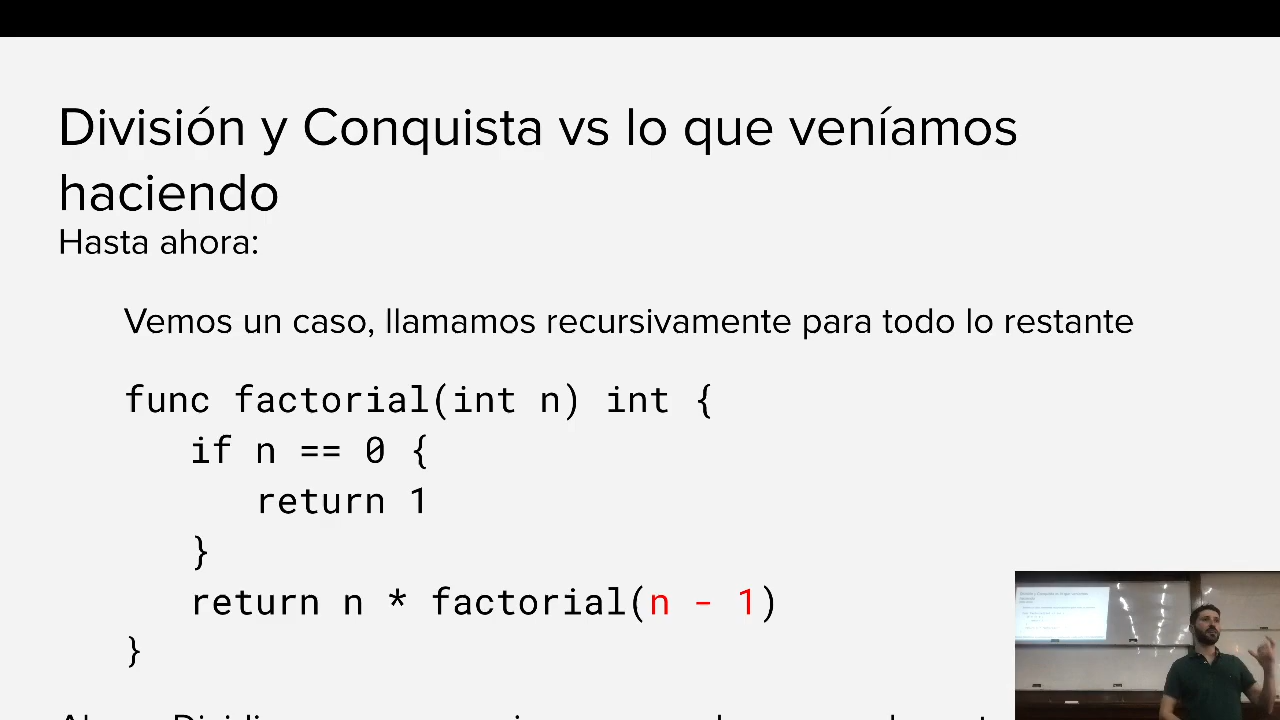 División y Conquista vs lo que veníamos
haciendo
Hasta ahora:
Vemos un caso, llamamos recursivamente para todo lo restante
func factorial(int n) int {
if n == 0 {
return 1
}
return n * factorial(n - 1)
}